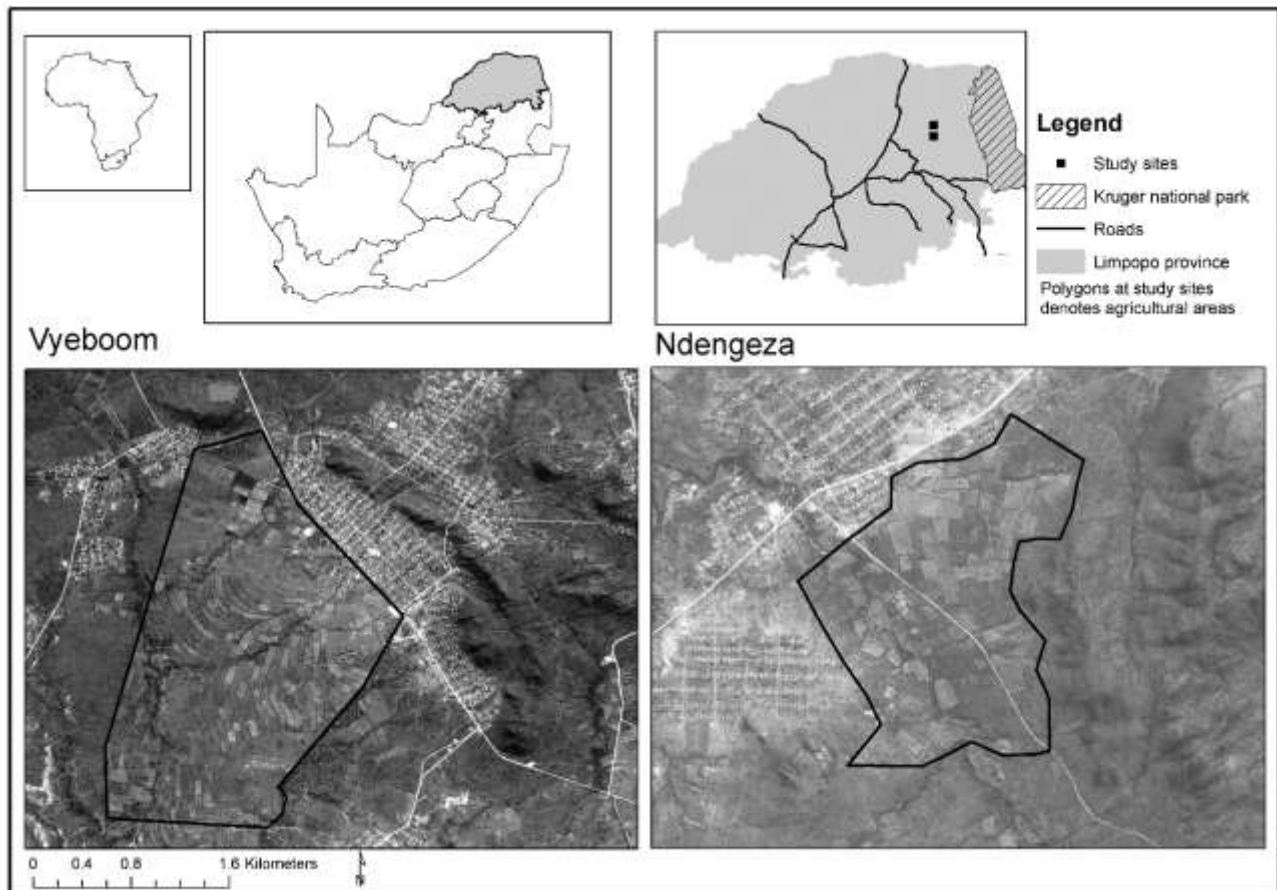 Legend
Study sites
Kruger national park
Roads
Limpopo province
Polygons at study sites
denotes agricultural areas
Vyeboom
Ndengeza
0 0.4 0.8 1.6 Kilometers
N